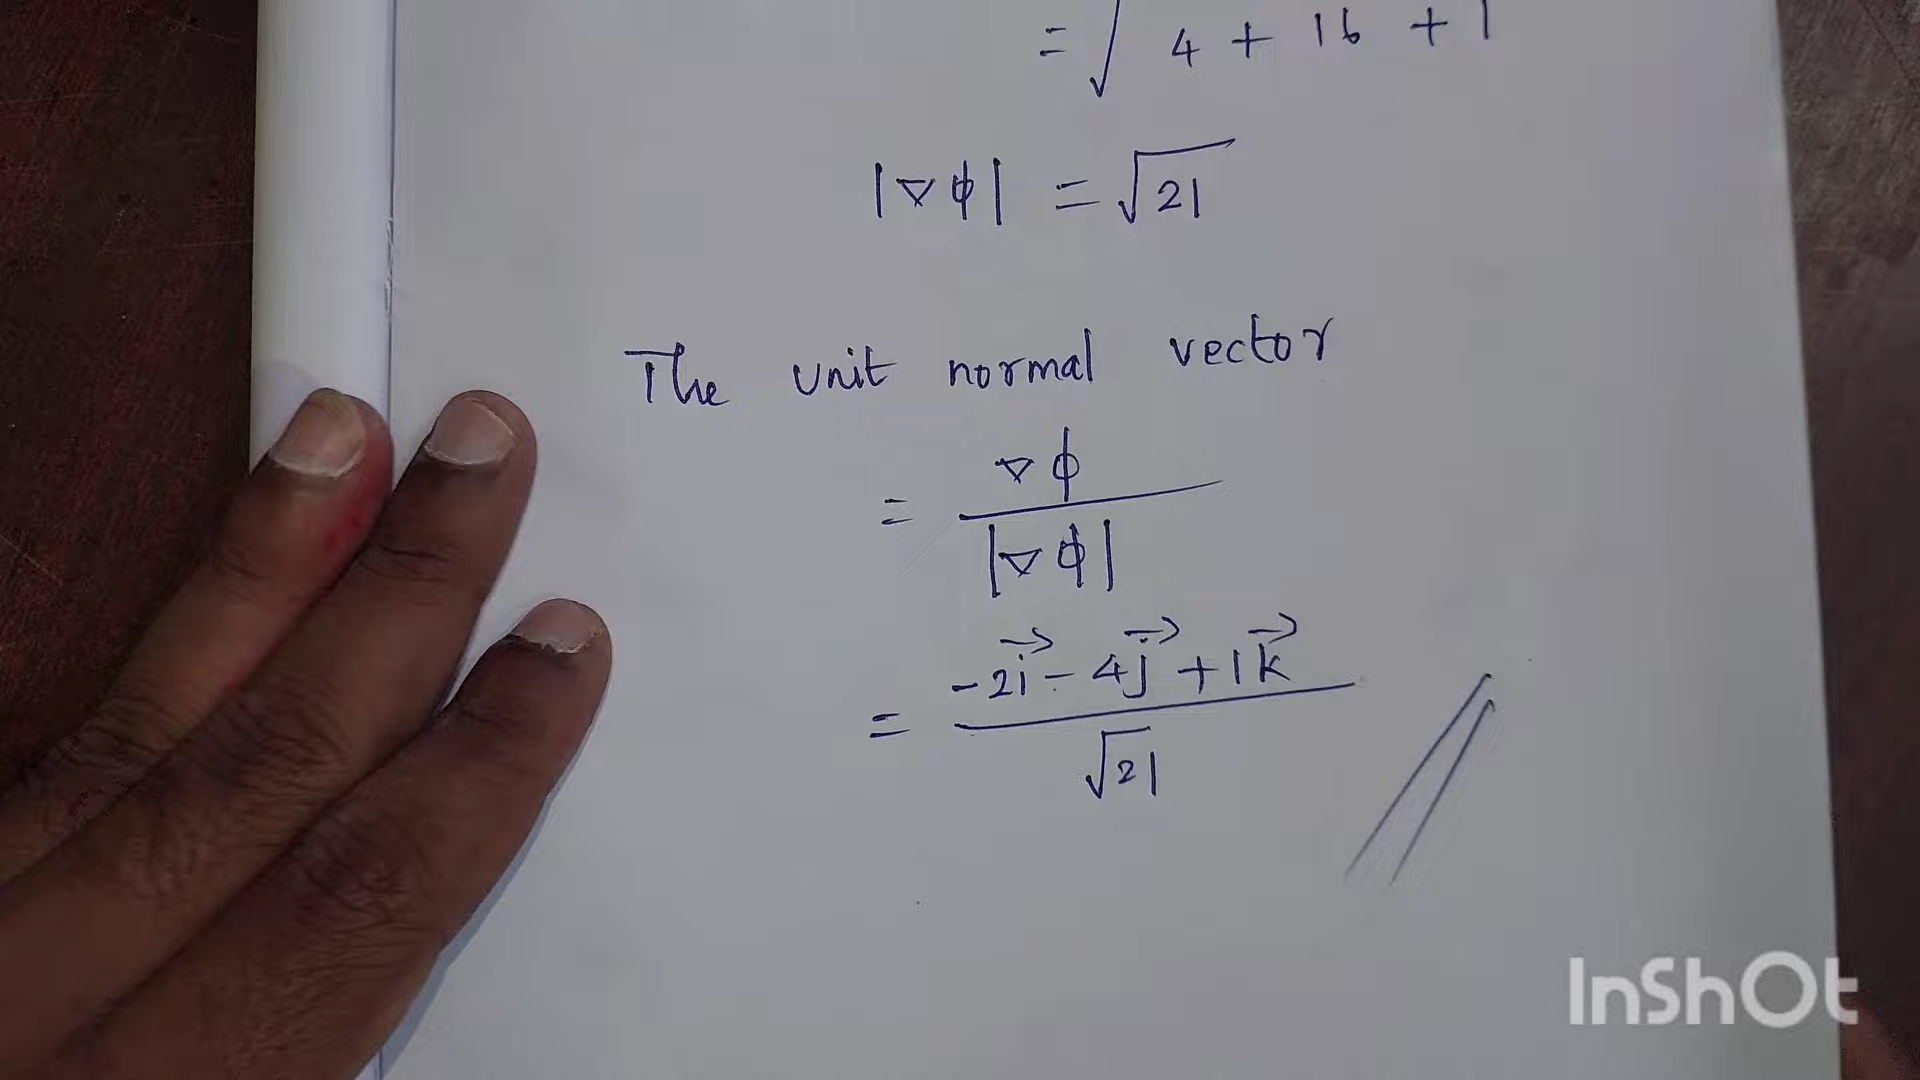 = √ 4 + 16 + 1
|∇ϕ| = √21
The unit normal vector
= ∇ϕ / |∇ϕ|
= -2i⃗ - 4j⃗ + 1k⃗ / √21
InShOt